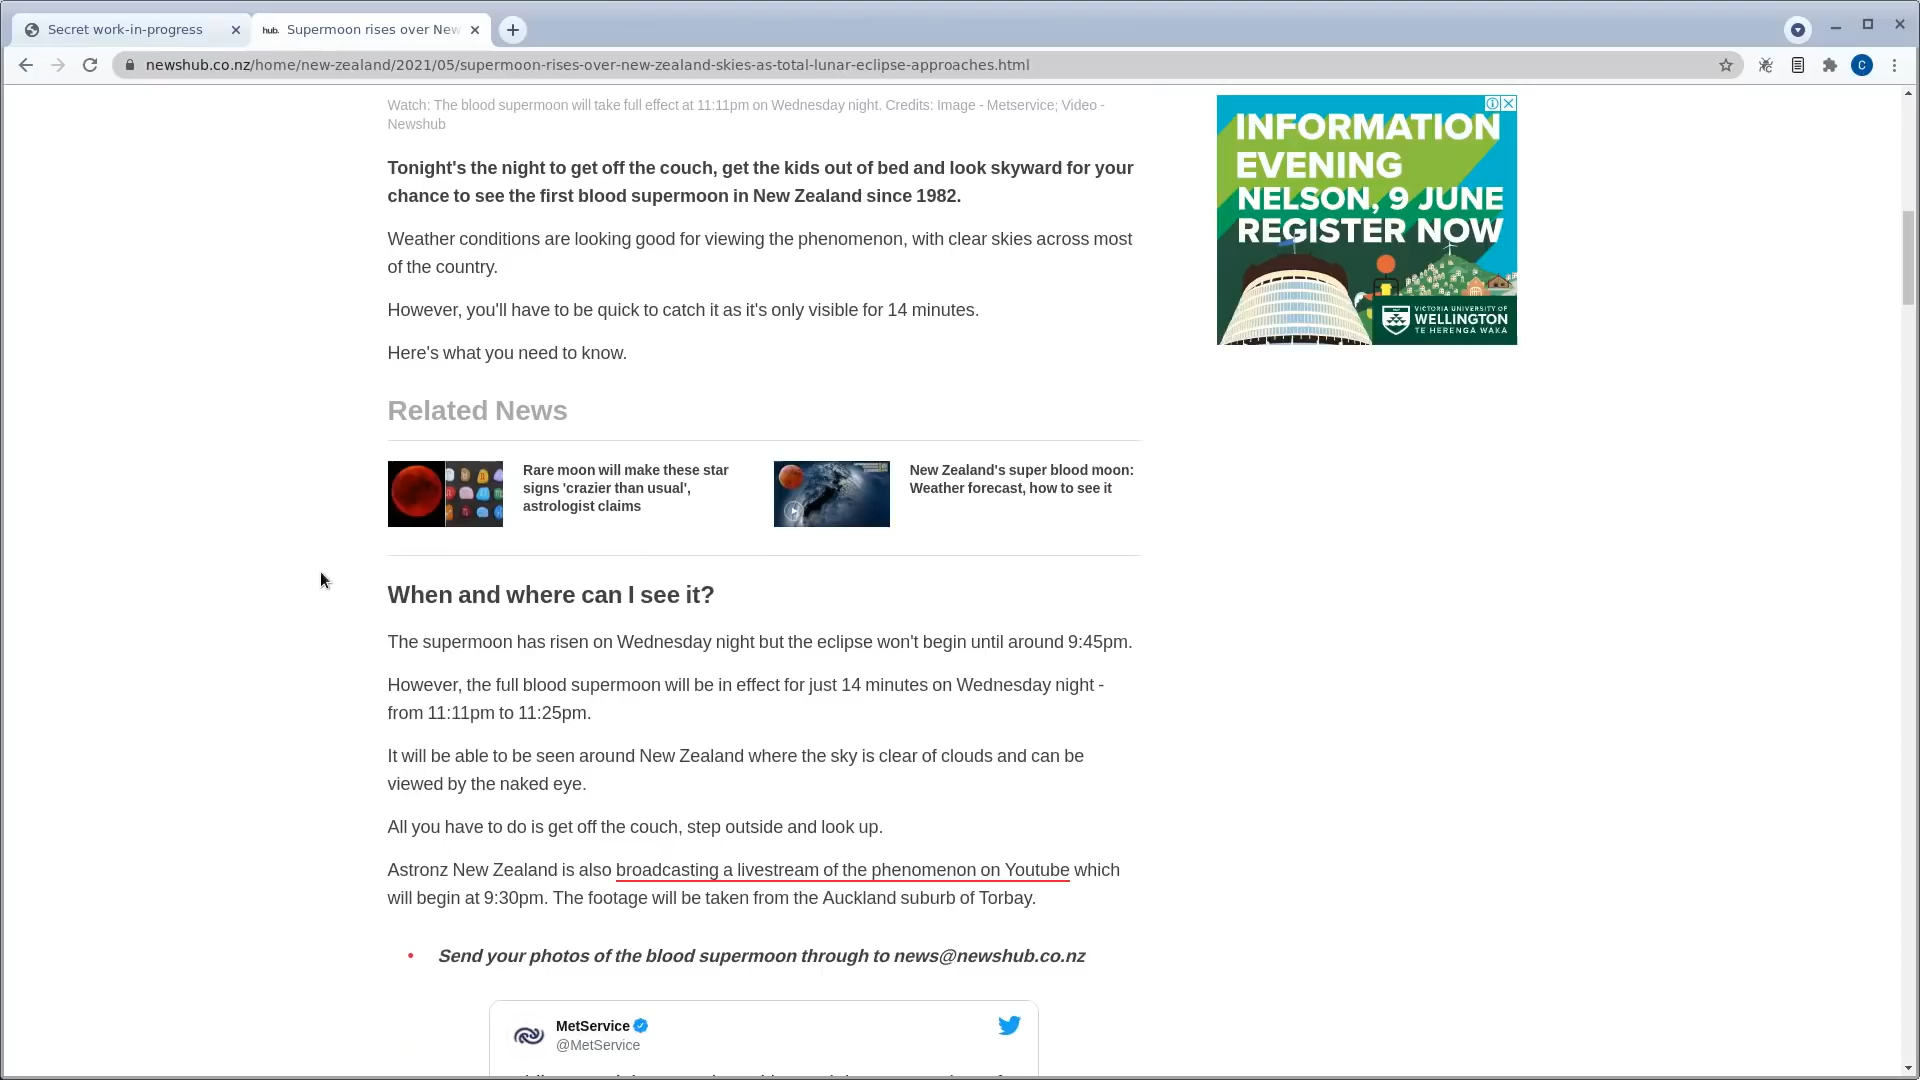 Secret work-in-progress
hub. Supermoon rises over New
newshub.co.nz/home/new-zealand/2021/05/supermoon-rises-over-new-zealand-skies-as-total-lunar-eclipse-approaches.html
C
Watch: The blood supermoon will take full effect at 11:11pm on Wednesday night. Credits: Image - Metservice; Video -
Newshub
Tonight's the night to get off the couch, get the kids out of bed and look skyward for your
chance to see the first blood supermoon in New Zealand since 1982.
Weather conditions are looking good for viewing the phenomenon, with clear skies across most
of the country.
However, you'll have to be quick to catch it as it's only visible for 14 minutes.
Here's what you need to know.
INFORMATION
EVENING
NELSON, 9 JUNE
REGISTER NOW
VICTORIA UNIVERSITY OF
WELLINGTON
TE HERENGA WAKA
Related News
Rare moon will make these star
signs 'crazier than usual',
astrologist claims
New Zealand's super blood moon:
Weather forecast, how to see it
When and where can I see it?
The supermoon has risen on Wednesday night but the eclipse won't begin until around 9:45pm.
However, the full blood supermoon will be in effect for just 14 minutes on Wednesday night -
from 11:11pm to 11:25pm.
It will be able to be seen around New Zealand where the sky is clear of clouds and can be
viewed by the naked eye.
All you have to do is get off the couch, step outside and look up.
Astronz New Zealand is also broadcasting a livestream of the phenomenon on Youtube which
will begin at 9:30pm. The footage will be taken from the Auckland suburb of Torbay.
• Send your photos of the blood supermoon through to news@newshub.co.nz
MetService
@MetService